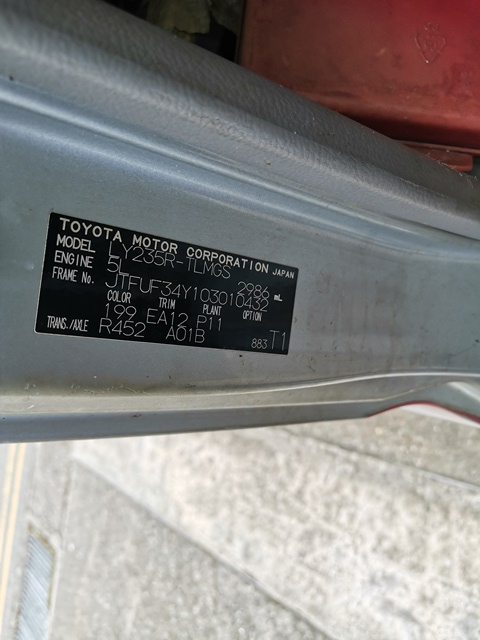 TOYOTA MOTOR CORPORATION JAPAN
MODEL LY235R-TLMGS
ENGINE 5L 2986 mL
FRAME No. JTFUF34Y103010432
COLOR TRIM PLANT OPTION
199 EA12 P11
TRANS./AXLE R452 A01B 883 T1